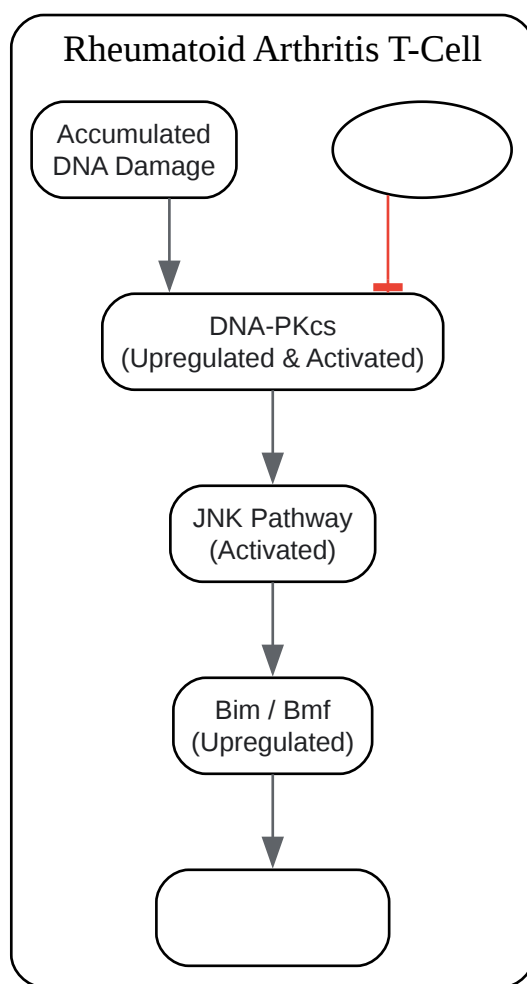 Rheumatoid Arthritis T-Cell
Accumulated
DNA Damage
DNA-PKcs
(Upregulated & Activated)
JNK Pathway
(Activated)
Bim / Bmf
(Upregulated)